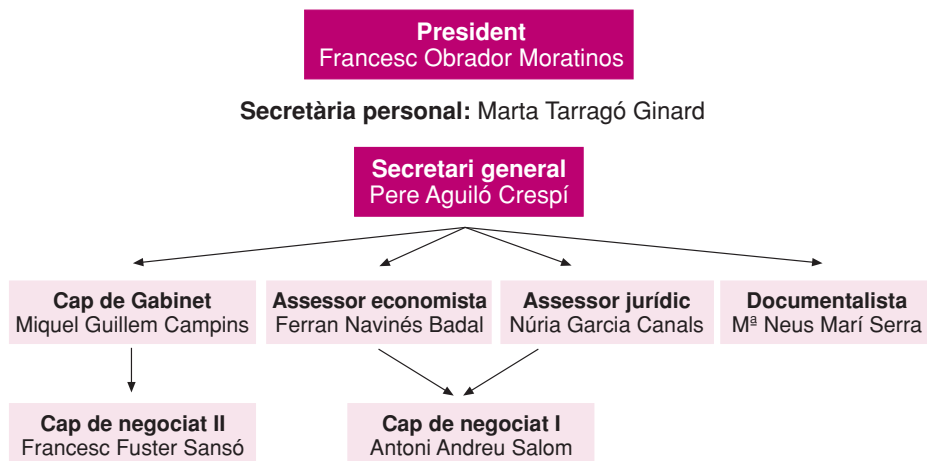 President
Francesc Obrador Moratinos
Secretària personal: Marta Tarragó Ginard
Secretari general
Pere Aguiló Crespí
Cap de Gabinet
Miquel Guillem Campins
Assessor economista
Ferran Navinés Badal
Assessor jurídic
Núria Garcia Canals
Documentalista
Mª Neus Marí Serra
Cap de negociat II
Francesc Fuster Sansó
Cap de negociat I
Antoni Andreu Salom